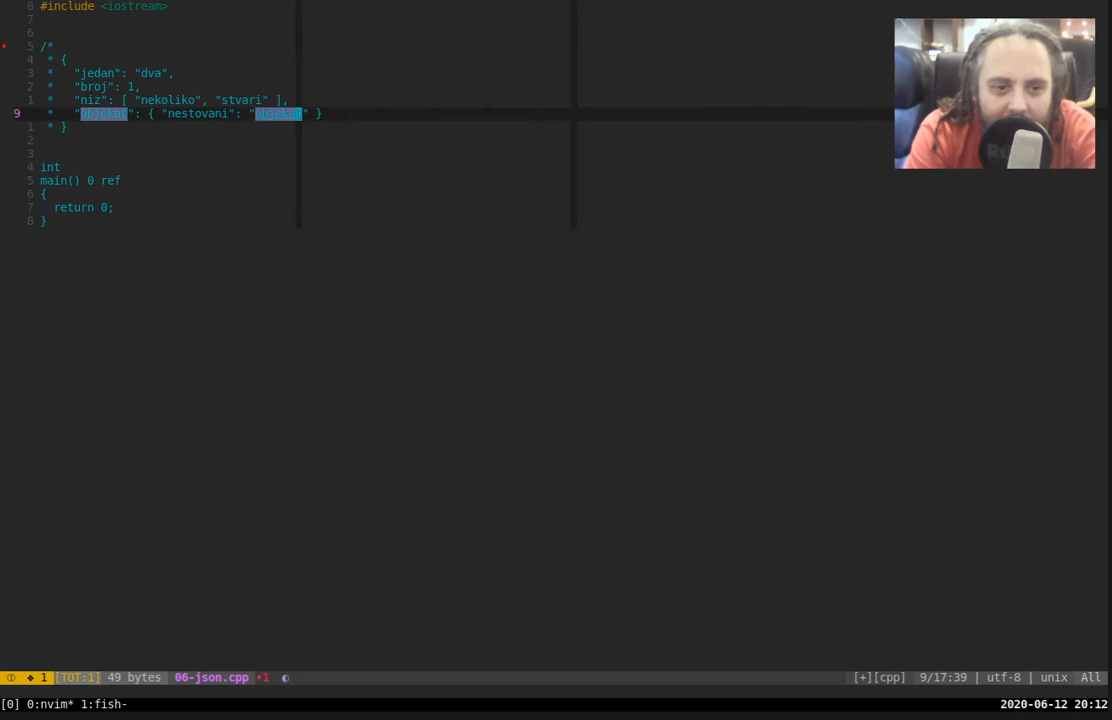 8 #include <iostream>
7
6
5 /*
4  * {
3  *   "jedan": "dva",
2  *   "broj": 1,
1  *   "niz": [ "nekoliko", "stvari" ],
9  *   "objekat": { "nestovani": "objekat" }
1  * }
2
3
4 int
5 main() 0 ref
6 {
7   return 0;
8 }
① ❖ 1 [TOT:1] 49 bytes 06-json.cpp •1 ◐ [+][cpp] 9/17:39 | utf-8 | unix All
[0] 0:nvim* 1:fish- 2020-06-12 20:12